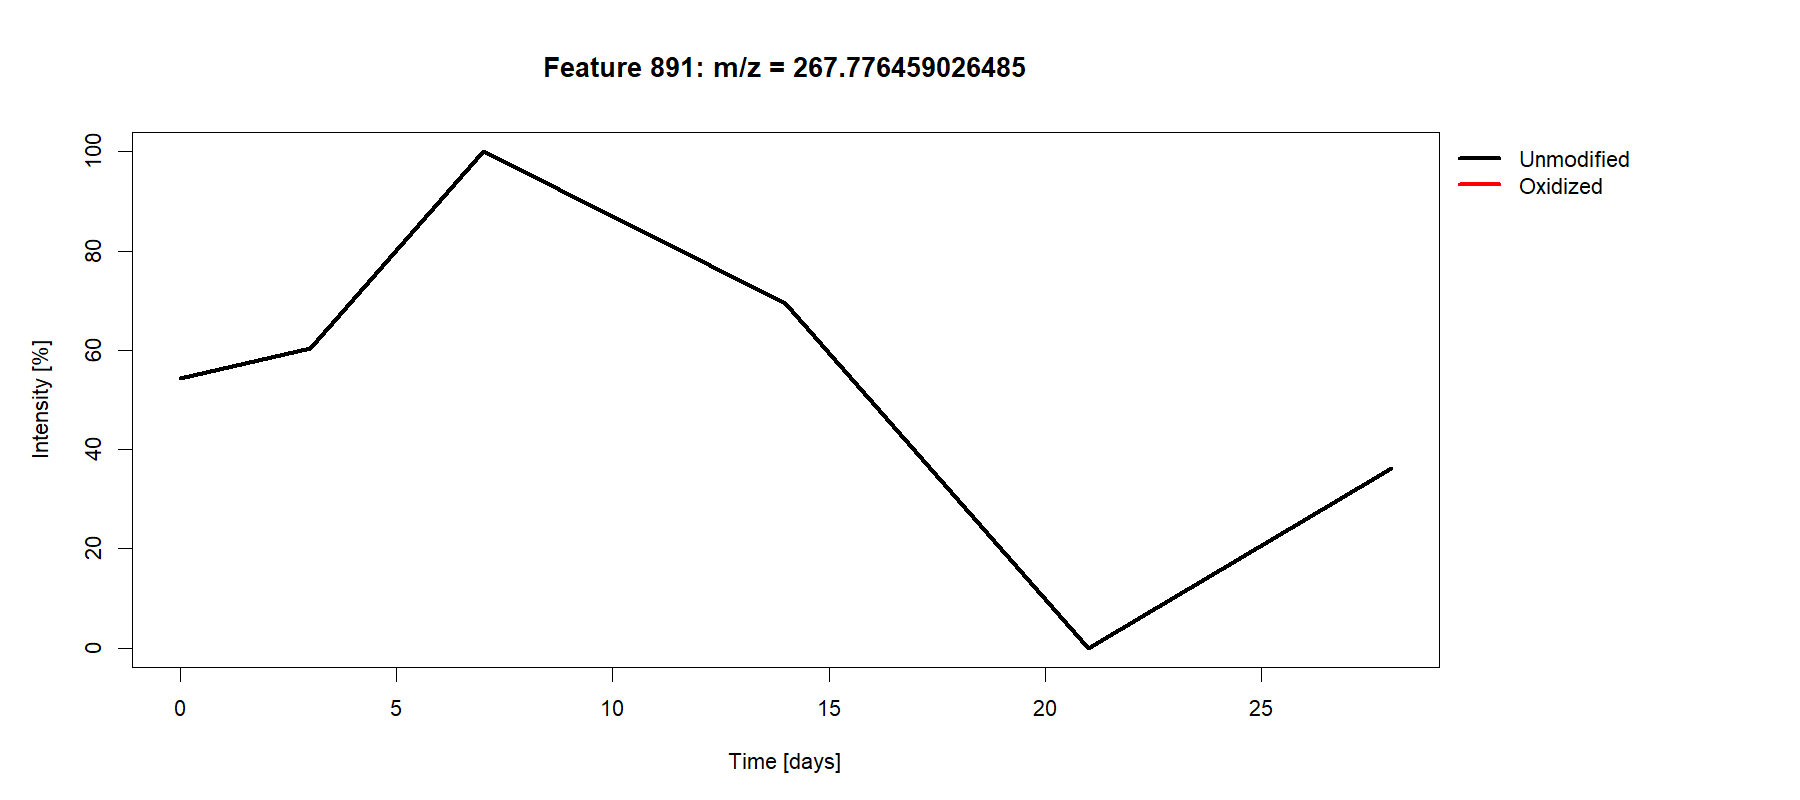 Feature 891: m/z = 267.776459026485
Unmodified
Oxidized
Intensity [%]
100
80
60
40
20
0
0 5 10 15 20 25
Time [days]